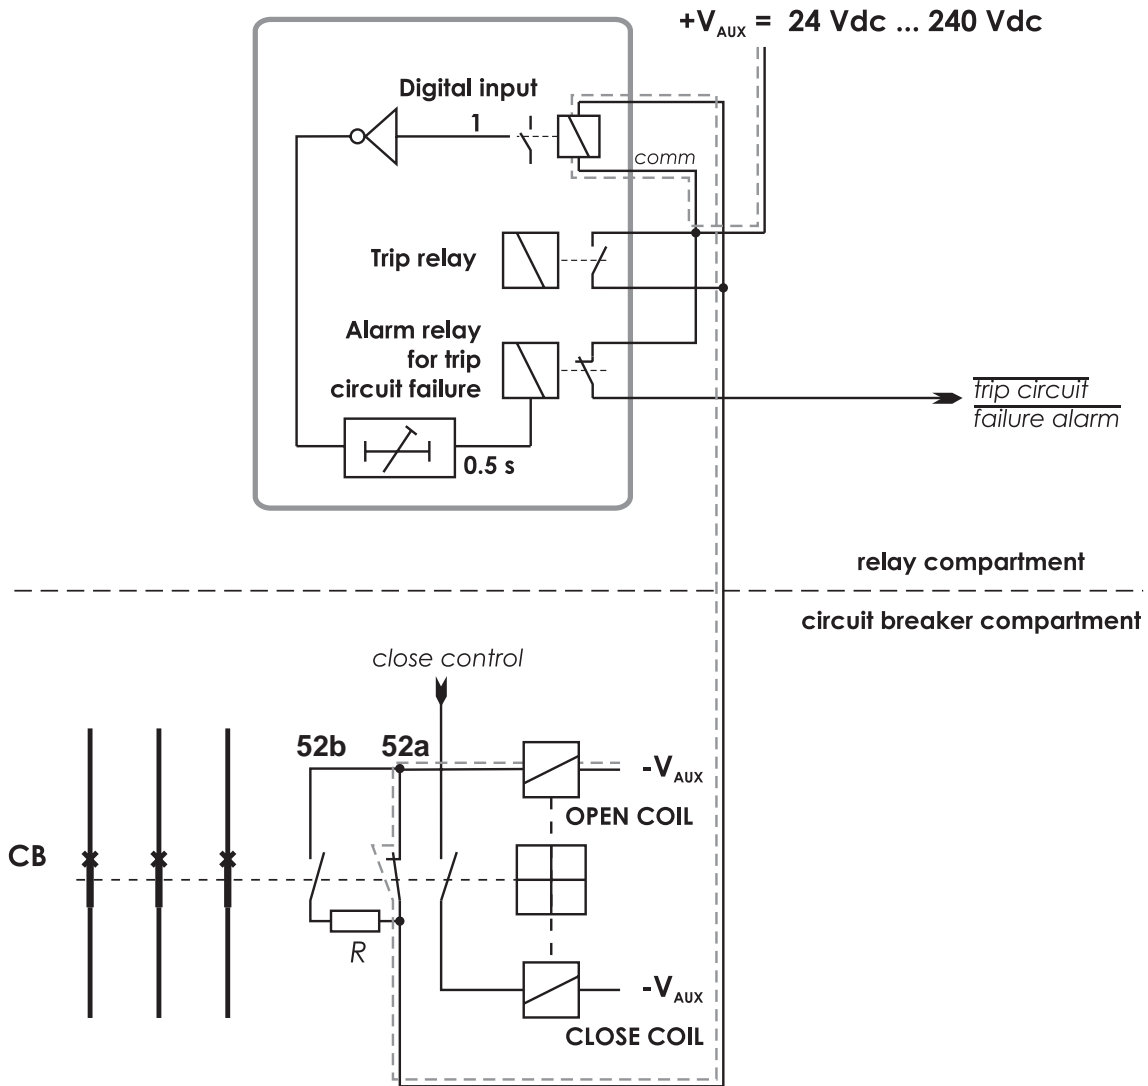 +VAUX = 24 Vdc ... 240 Vdc
Digital input
1
comm
Trip relay
Alarm relay
for trip
circuit failure
0.5 s
trip circuit
failure alarm
relay compartment
circuit breaker compartment
close control
52b 52a
-VAUX
OPEN COIL
CB
R
-VAUX
CLOSE COIL